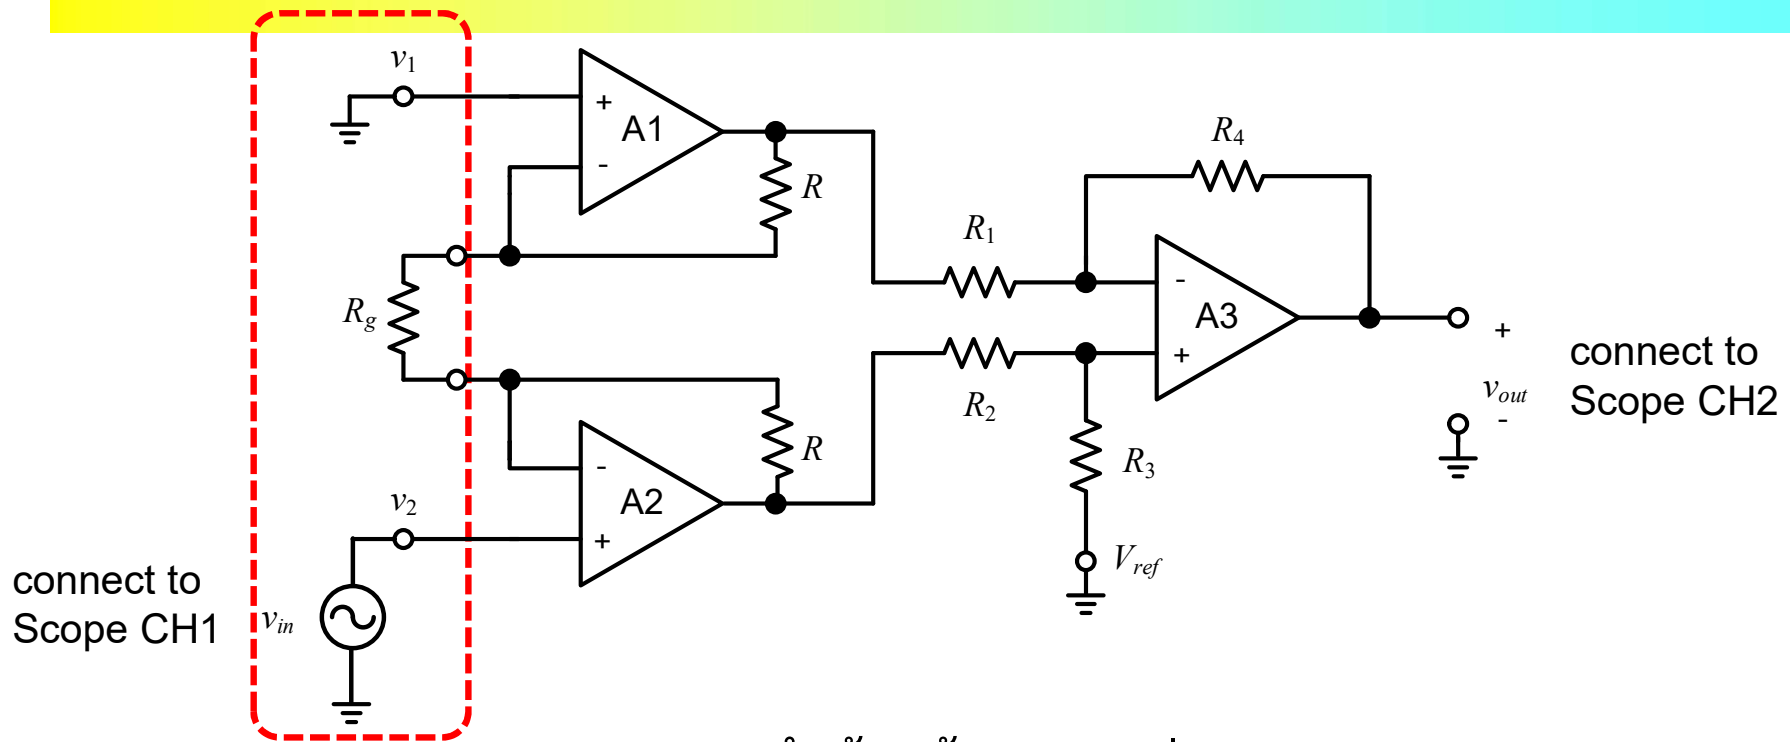 v1
+
A1
-
R
R4
R1
Rg
-
A3
+
+
connect to
vout
Scope CH2
-
R2
-
R
R3
A2
v2
+
Vref
connect to
Scope CH1
vin